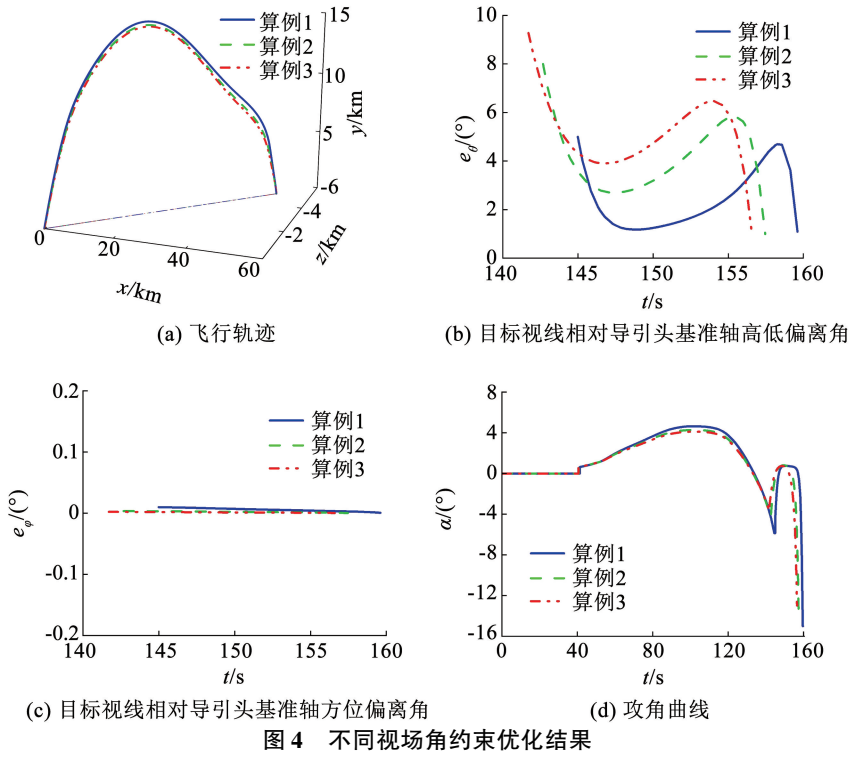 算例1
算例2
算例3
15
10
5
y/km
-6
-4
-2
z/km
0
20
40
60
x/km
(a) 飞行轨迹
10
8
6
4
2
0
eθ/(°)
算例1
算例2
算例3
140
145
150
155
160
t/s
(b) 目标视线相对导引头基准轴高低偏离角
0.2
0.1
0
-0.1
-0.2
eφ/(°)
算例1
算例2
算例3
140
145
150
155
160
t/s
(c) 目标视线相对导引头基准轴方位偏离角
8
4
0
-4
-8
-12
-16
α/(°)
算例1
算例2
算例3
0
40
80
120
160
t/s
(d) 攻角曲线
图4 不同视场角约束优化结果